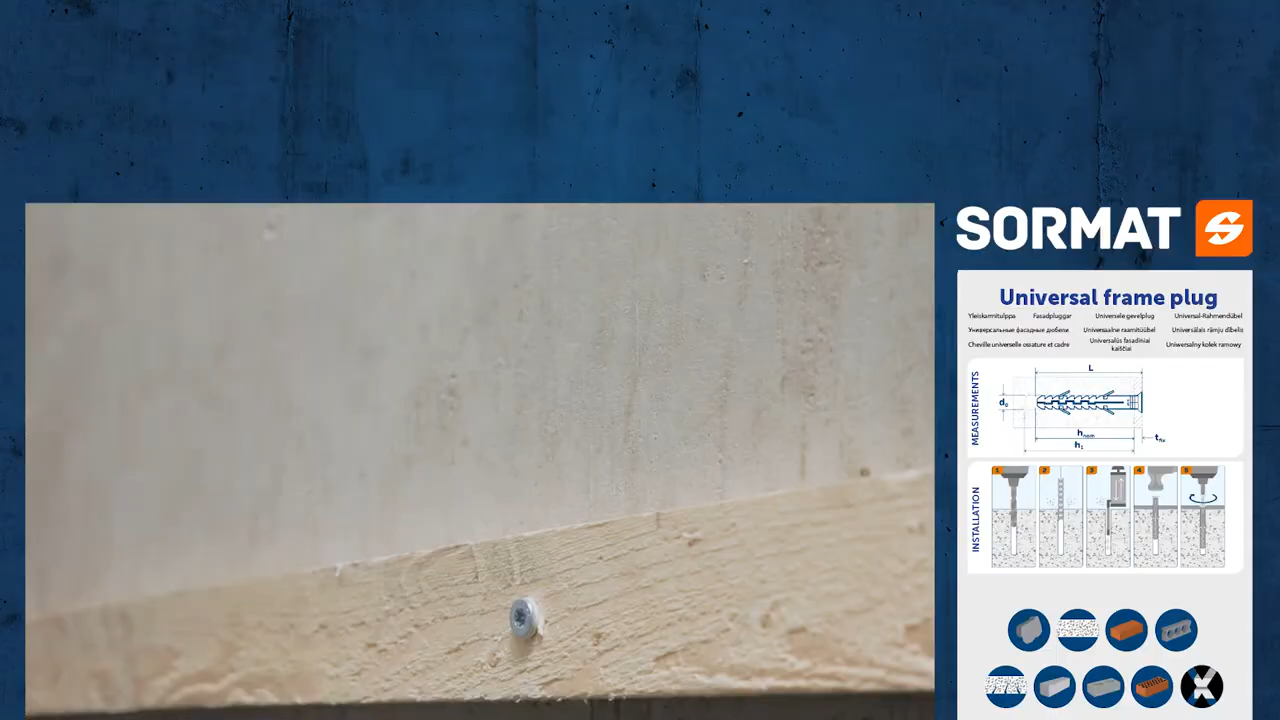 SORMAT
Universal frame plug
Yleiskarmitulppa Fasadpluggar Universele gevelplug Universal-Rahmendübel
Универсальные фасадные дюбели Universaalne raamitüübel Universālais rāmju dībelis
Cheville universelle ossature et cadre Universalūs fasadiniai kaiščiai Uniwersalny kołek ramowy
MEASUREMENTS
L
d₀
hnom
h₁
tfix
INSTALLATION
1 2 3 4 5